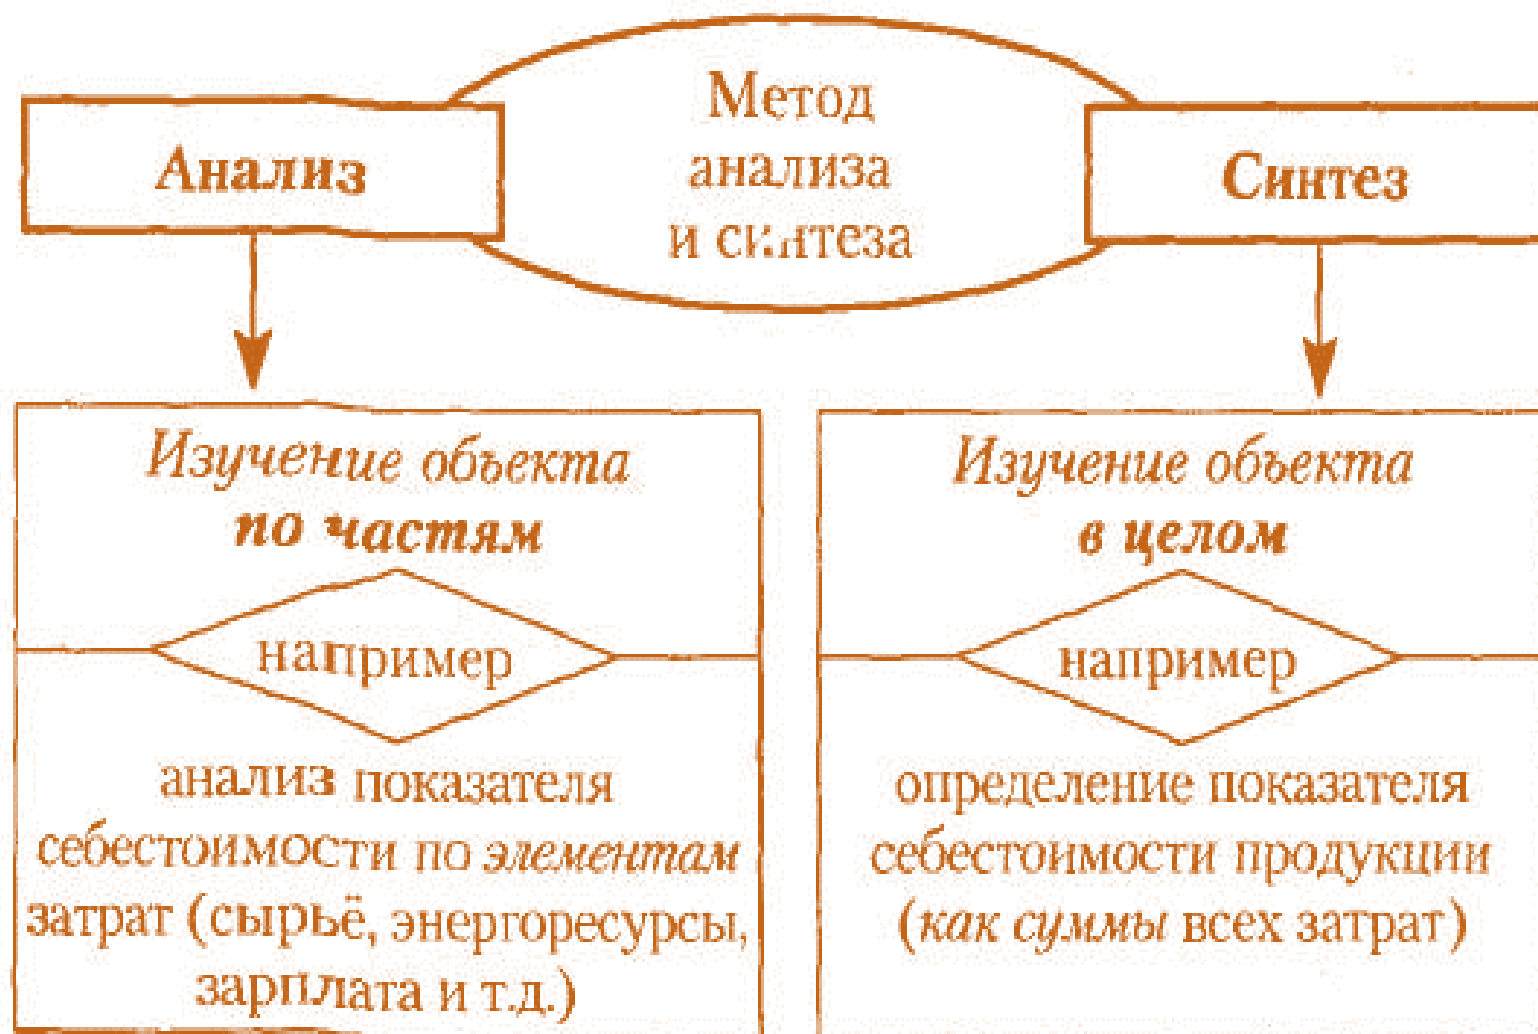 Метод
анализа
и синтеза
Анализ
Синтез
Изучение объекта
по частям
например
анализ показателя
себестоимости по элементам
затрат (сырьё, энергоресурсы,
зарплата и т.д.)
Изучение объекта
в целом
например
определение показателя
себестоимости продукции
(как суммы всех затрат)